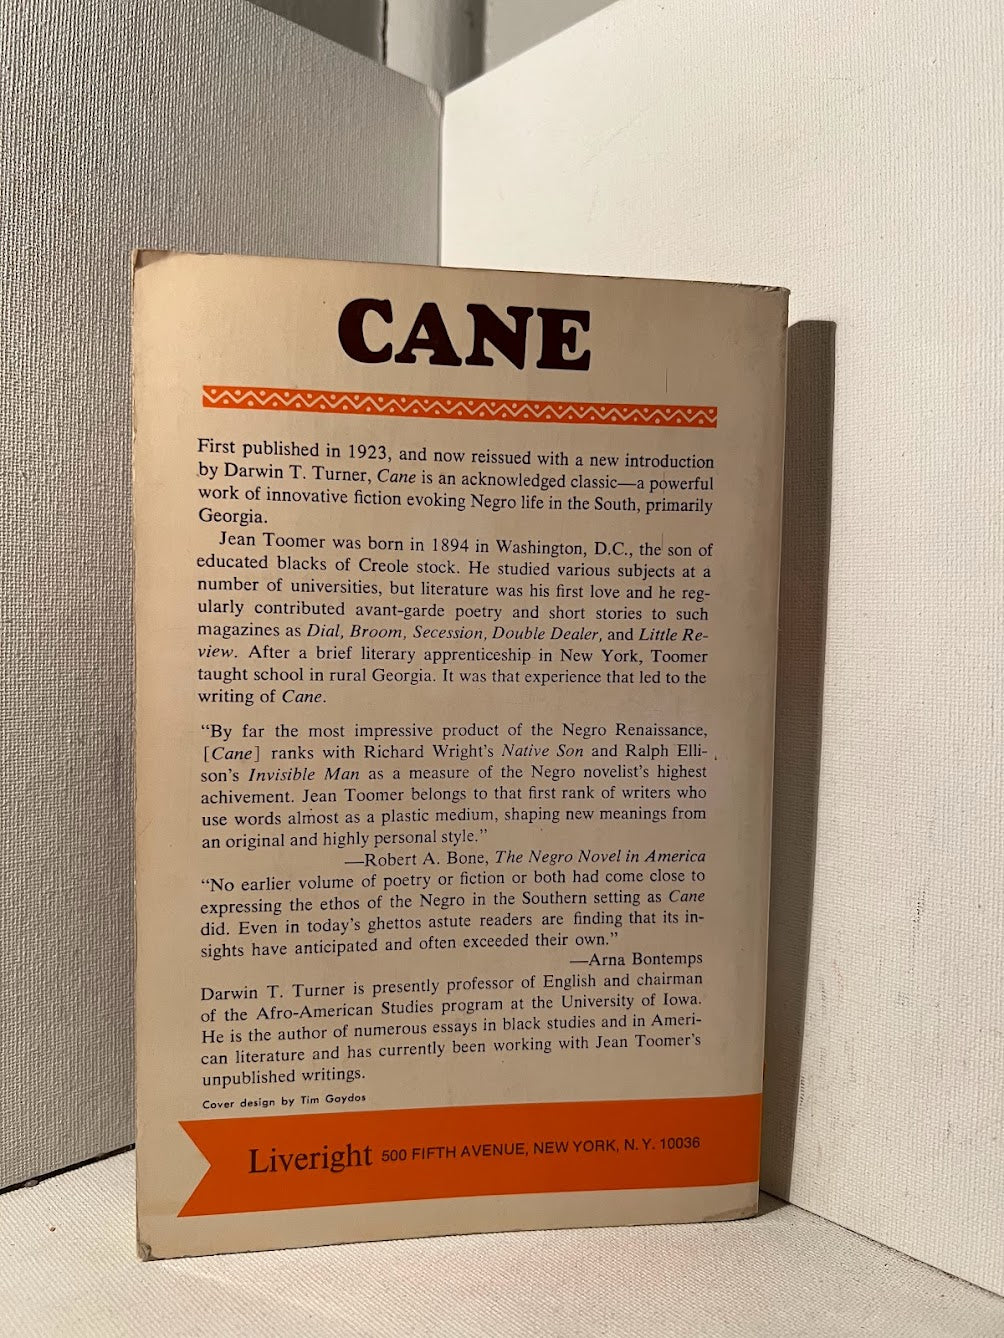 CANE
First published in 1923, and now reissued with a new introduction
by Darwin T. Turner, Cane is an acknowledged classic—a powerful
work of innovative fiction evoking Negro life in the South, primarily
Georgia.
Jean Toomer was born in 1894 in Washington, D.C., the son of
educated blacks of Creole stock. He studied various subjects at a
number of universities, but literature was his first love and he reg-
ularly contributed avant-garde poetry and short stories to such
magazines as Dial, Broom, Secession, Double Dealer, and Little Re-
view. After a brief literary apprenticeship in New York, Toomer
taught school in rural Georgia. It was that experience that led to the
writing of Cane.
“By far the most impressive product of the Negro Renaissance,
[Cane] ranks with Richard Wright’s Native Son and Ralph Elli-
son’s Invisible Man as a measure of the Negro novelist’s highest
achivement. Jean Toomer belongs to that first rank of writers who
use words almost as a plastic medium, shaping new meanings from
an original and highly personal style.”
—Robert A. Bone, The Negro Novel in America
“No earlier volume of poetry or fiction or both had come close to
expressing the ethos of the Negro in the Southern setting as Cane
did. Even in today’s ghettos astute readers are finding that its in-
sights have anticipated and often exceeded their own.”
—Arna Bontemps
Darwin T. Turner is presently professor of English and chairman
of the Afro-American Studies program at the University of Iowa.
He is the author of numerous essays in black studies and in Ameri-
can literature and has currently been working with Jean Toomer’s
unpublished writings.
Cover design by Tim Gaydos
Liveright 500 FIFTH AVENUE, NEW YORK, N.Y. 10036